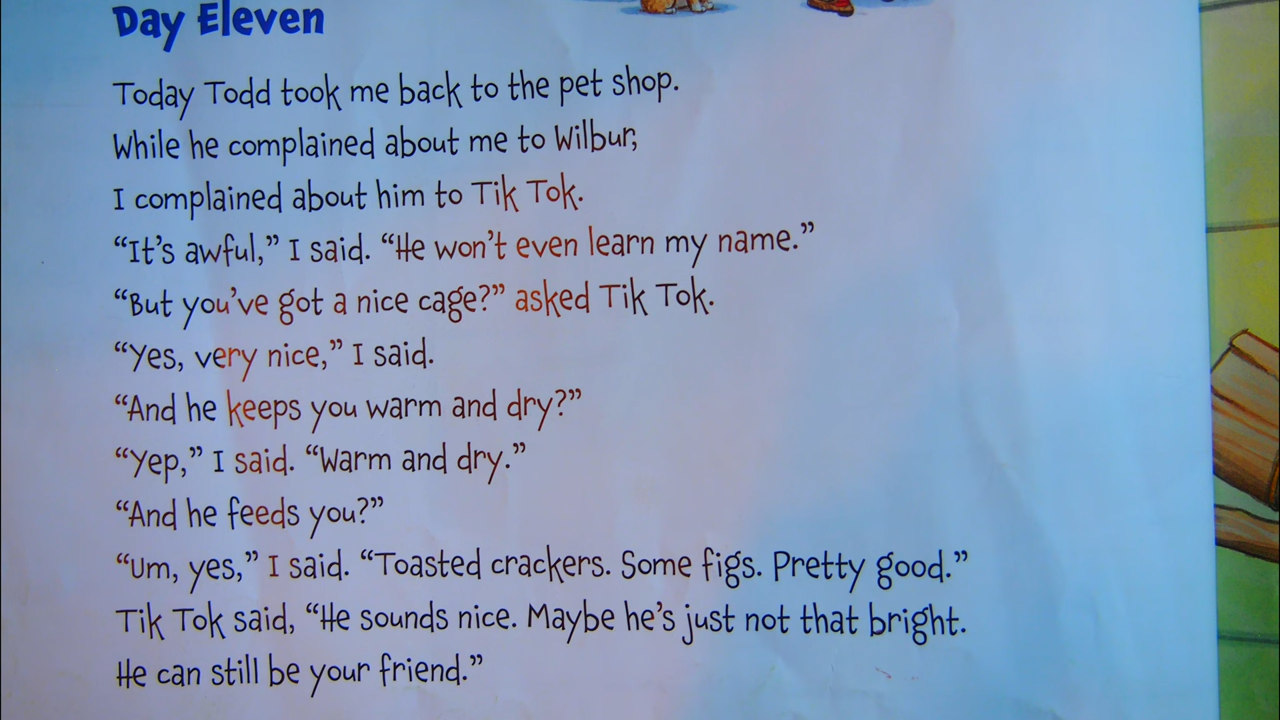 Day Eleven
Today Todd took me back to the pet shop.
While he complained about me to Wilbur,
I complained about him to Tik Tok.
“It’s awful,” I said. “He won’t even learn my name.”
“But you’ve got a nice cage?” asked Tik Tok.
“Yes, very nice,” I said.
“And he keeps you warm and dry?”
“Yep,” I said. “Warm and dry.”
“And he feeds you?”
“Um, yes,” I said. “Toasted crackers. Some figs. Pretty good.”
Tik Tok said, “He sounds nice. Maybe he’s just not that bright.
He can still be your friend.”